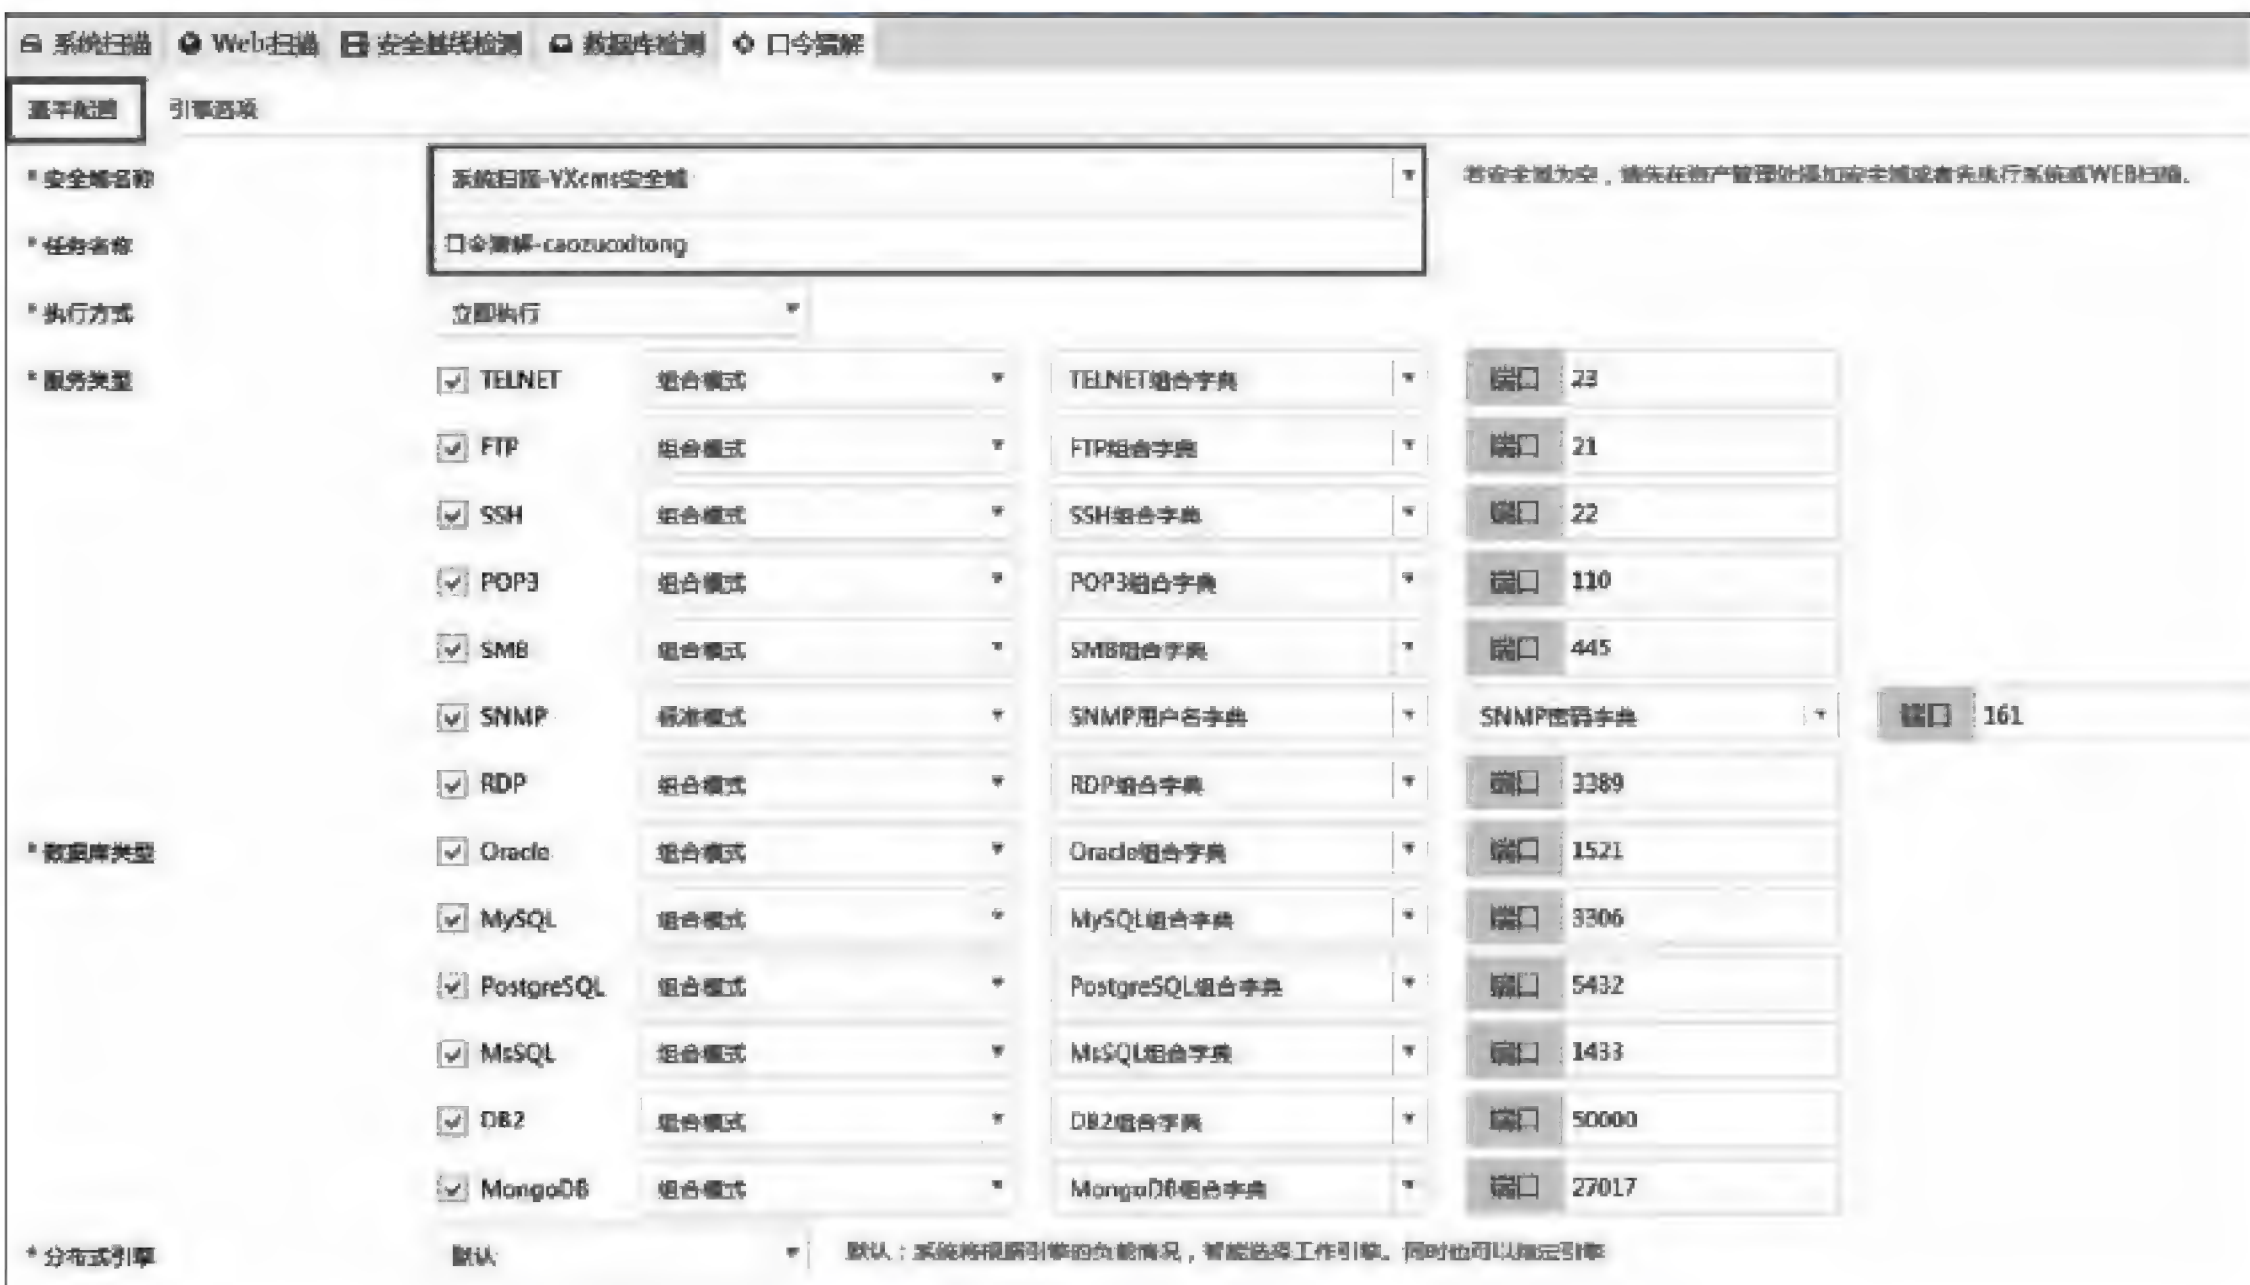 系统扫描 Web扫描 安全基线检测 数据库检测 口令猜解
基本配置 引擎选项
* 安全域名称 系统扫描-VXcms安全域 若安全域为空，请先在资产管理处添加安全域或者先执行系统或WEB扫描。
* 任务名称 口令猜解-caozuoxitong
* 执行方式 立即执行
* 服务类型 TELNET 组合模式 TELNET组合字典 端口 23
FTP 组合模式 FTP组合字典 端口 21
SSH 组合模式 SSH组合字典 端口 22
POP3 组合模式 POP3组合字典 端口 110
SMB 组合模式 SMB组合字典 端口 445
SNMP 标准模式 SNMP用户名字典 SNMP密码字典 端口 161
RDP 组合模式 RDP组合字典 端口 3389
* 数据库类型 Oracle 组合模式 Oracle组合字典 端口 1521
MySQL 组合模式 MySQL组合字典 端口 3306
PostgreSQL 组合模式 PostgreSQL组合字典 端口 5432
MsSQL 组合模式 MsSQL组合字典 端口 1433
DB2 组合模式 DB2组合字典 端口 50000
MongoDB 组合模式 MongoDB组合字典 端口 27017
* 分布式引擎 默认 默认：系统将根据引擎的负载情况，智能选择工作引擎。同时也可以指定引擎